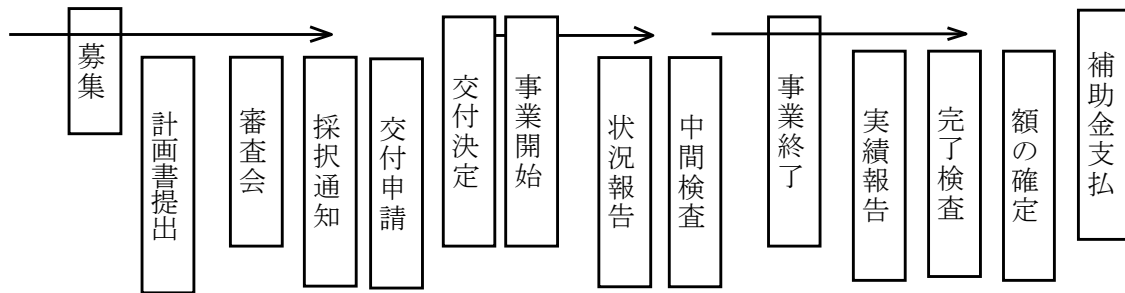 募集
計画書提出
審査会
採択通知
交付申請
交付決定
事業開始
状況報告
中間検査
事業終了
実績報告
完了検査
額の確定
補助金支払